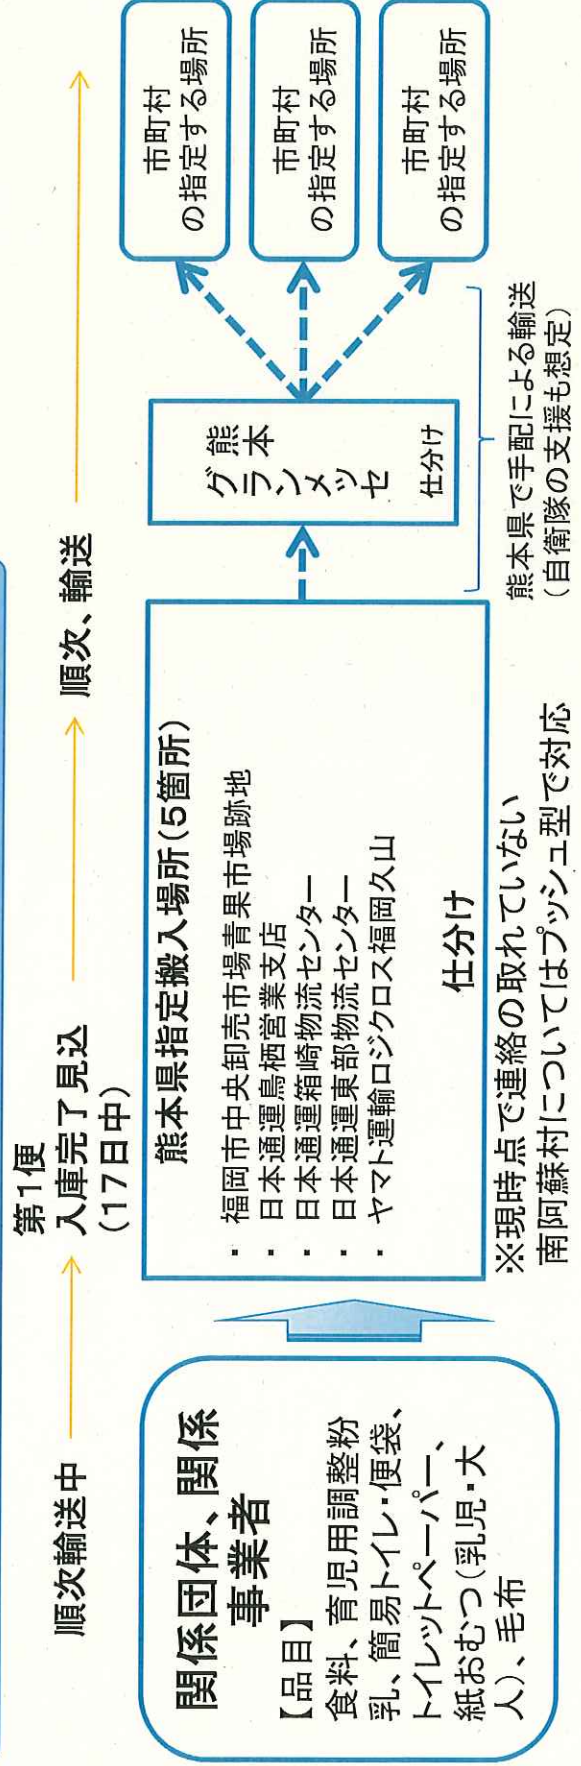 順次輸送中
第1便
入庫完了見込
(17日中)
順次、輸送
関係団体、関係
事業者
【品目】
食料、育児用調整粉
乳、簡易トイレ・便袋、
トイレットペーパー、
紙おむつ(乳児・大
人)、毛布
熊本県指定搬入場所(5箇所)
・ 福岡市中央卸売市場青果市場跡地
・ 日本通運鳥栖営業支店
・ 日本通運箱崎物流センター
・ 日本通運東部物流センター
・ ヤマト運輸ロジクロス福岡久山
仕分け
※現時点で連絡の取れていない
南阿蘇村についてはプッシュ型で対応
熊本
グランメッセ
仕分け
熊本県で手配による輸送
(自衛隊の支援も想定)
市町村
の指定する場所
市町村
の指定する場所
市町村
の指定する場所